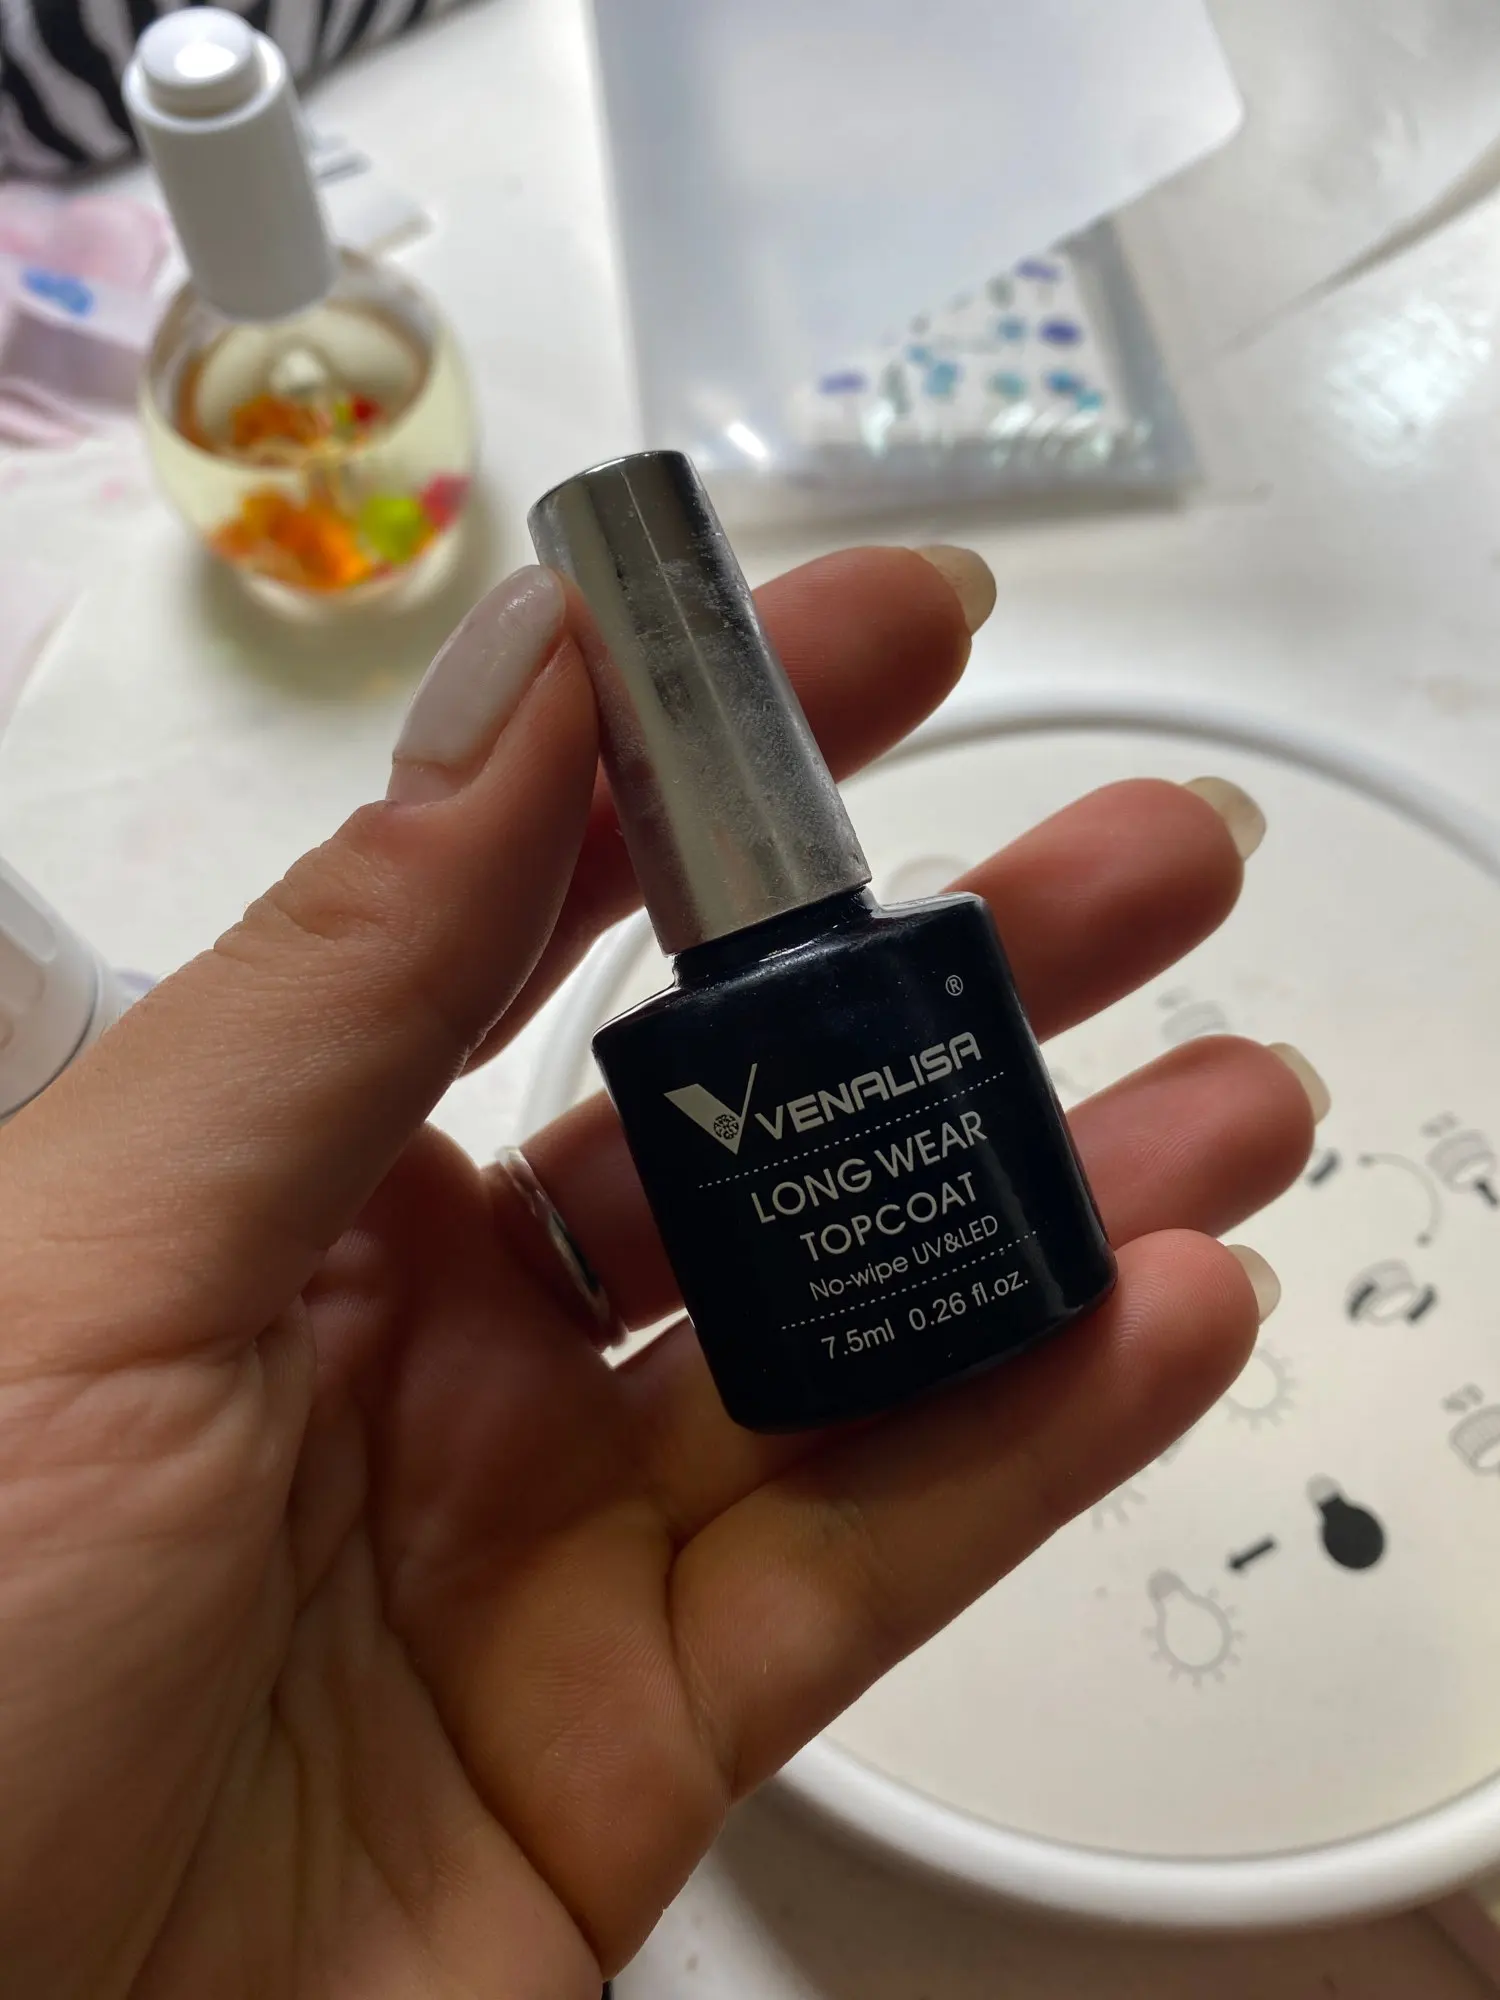 ®
VENALISA
LONG WEAR
TOPCOAT
No-wipe UV&LED
7.5ml 0.26 fl.oz.